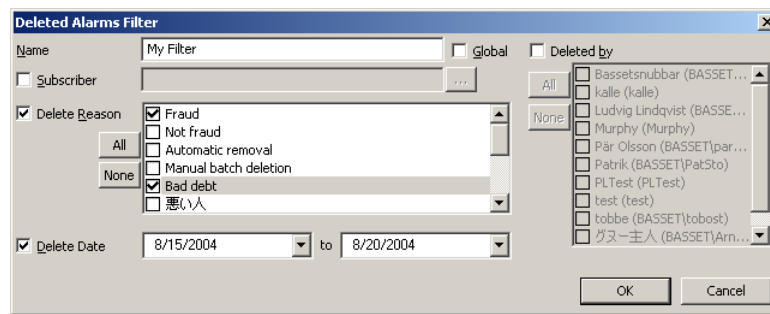 Deleted Alarms Filter
Name
My Filter
Global
Subscriber
...
Delete Reason
All
None
Fraud
Not fraud
Automatic removal
Manual batch deletion
Bad debt
悪い人
Delete Date
8/15/2004
to
8/20/2004
Deleted by
All
None
Bassetsnubbar (BASSET...
kalle (kalle)
Ludvig Lindqvist (BASSE...
Murphy (Murphy)
Pär Olsson (BASSET\par...
Patrik (BASSET\PatSto)
PLTest (PLTest)
test (test)
tobbe (BASSET\tobost)
グヌー主人 (BASSET\Arn...
OK
Cancel